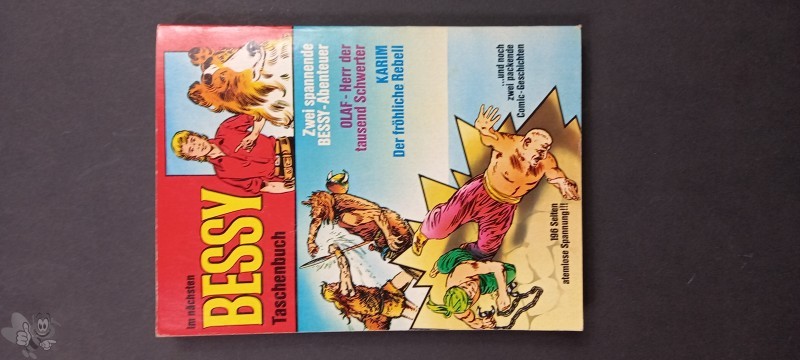 Im nächsten
BESSY
Taschenbuch
Zwei spannende
BESSY-Abenteuer
OLAF - Herr der
tausend Schwerter
KARIM
Der fröhliche Rebell
...und noch
zwei packende
Comic-Geschichten
196 Seiten
atemlose Spannung!!!